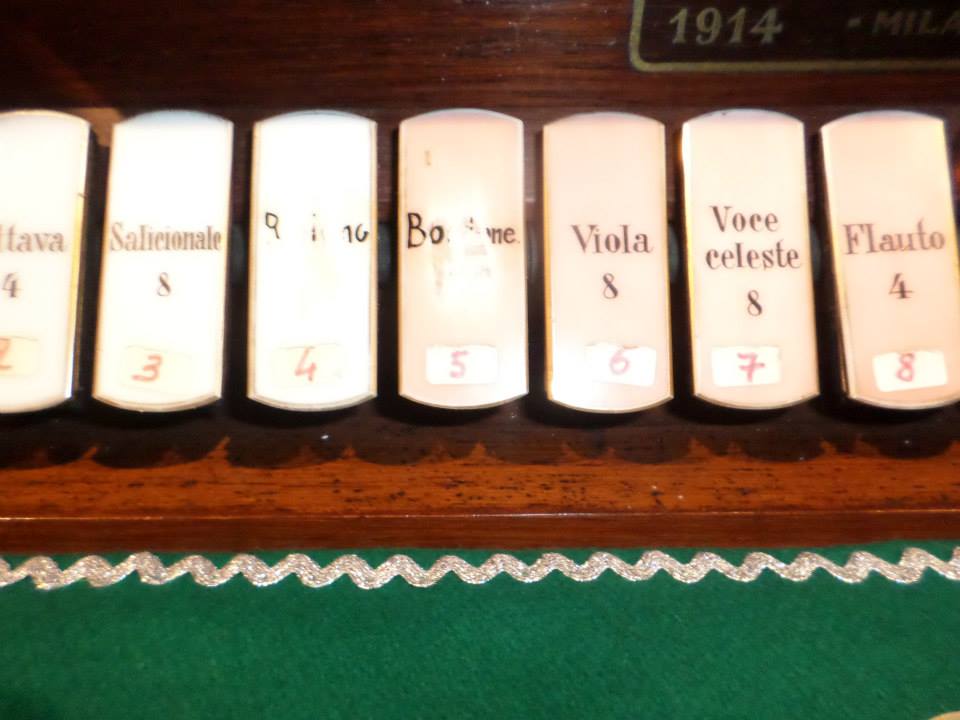 1914 - MILA
ttava
4
2
Salicionale
8
3
4
5
Viola
8
6
Voce
celeste
8
7
Flauto
4
8